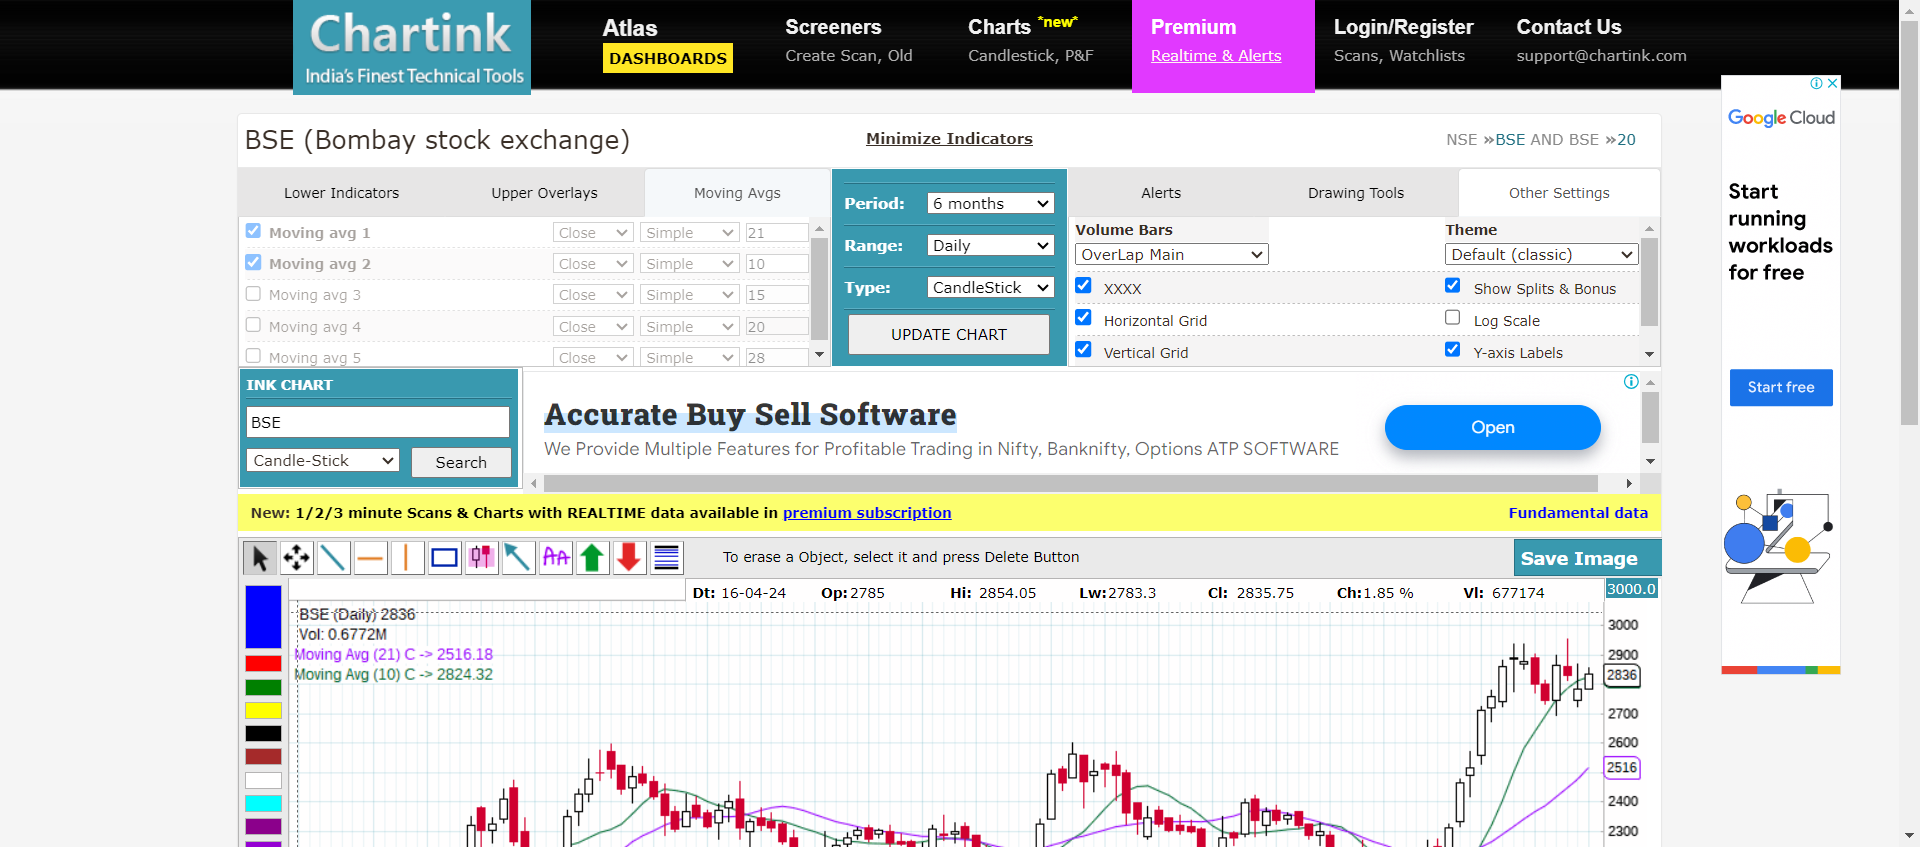 Chartink
India's Finest Technical Tools
Atlas
DASHBOARDS
Screeners
Create Scan, Old
Charts *new*
Candlestick, P&F
Premium
Realtime & Alerts
Login/Register
Scans, Watchlists
Contact Us
support@chartink.com
BSE (Bombay stock exchange)
Minimize Indicators
NSE »BSE AND BSE »20
Lower Indicators
Upper Overlays
Moving Avgs
Moving avg 1 Close Simple 21
Moving avg 2 Close Simple 10
Moving avg 3 Close Simple 15
Moving avg 4 Close Simple 20
Moving avg 5 Close Simple 28
Period: 6 months
Range: Daily
Type: CandleStick
UPDATE CHART
Alerts
Drawing Tools
Other Settings
Volume Bars
OverLap Main
Theme
Default (classic)
XXXX
Show Splits & Bonus
Horizontal Grid
Log Scale
Vertical Grid
Y-axis Labels
INK CHART
BSE
Candle-Stick
Search
Accurate Buy Sell Software
We Provide Multiple Features for Profitable Trading in Nifty, Banknifty, Options ATP SOFTWARE
Open
New: 1/2/3 minute Scans & Charts with REALTIME data available in premium subscription
Fundamental data
To erase a Object, select it and press Delete Button
Save Image
Dt: 16-04-24 Op:2785 Hi: 2854.05 Lw:2783.3 Cl: 2835.75 Ch:1.85 % Vl: 677174
3000.0
BSE (Daily) 2836
Vol: 0.6772M
Moving Avg (21) C -> 2516.18
Moving Avg (10) C -> 2824.32
3000
2900
2836
2700
2600
2516
2400
2300
Google Cloud
Start
running
workloads
for free
Start free